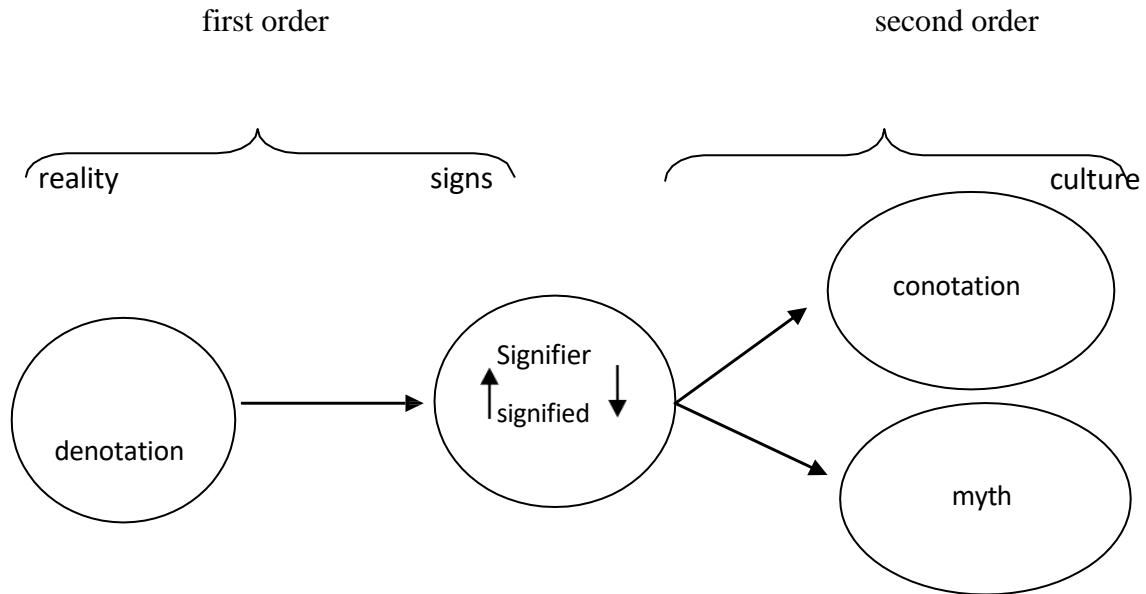 first order second order
reality signs
culture
conotation
Signifier
signified
denotation
myth